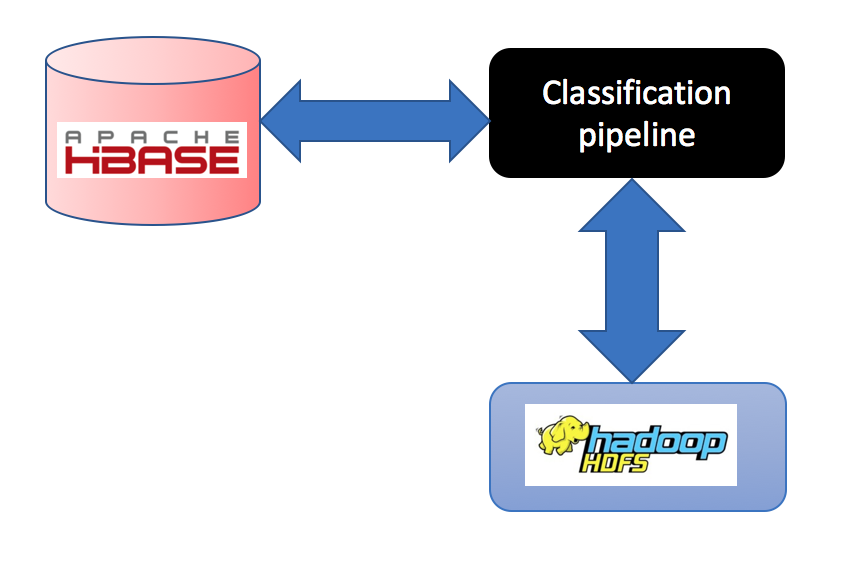 Classification
pipeline
APACHE
HBASE
hadoop
HDFS